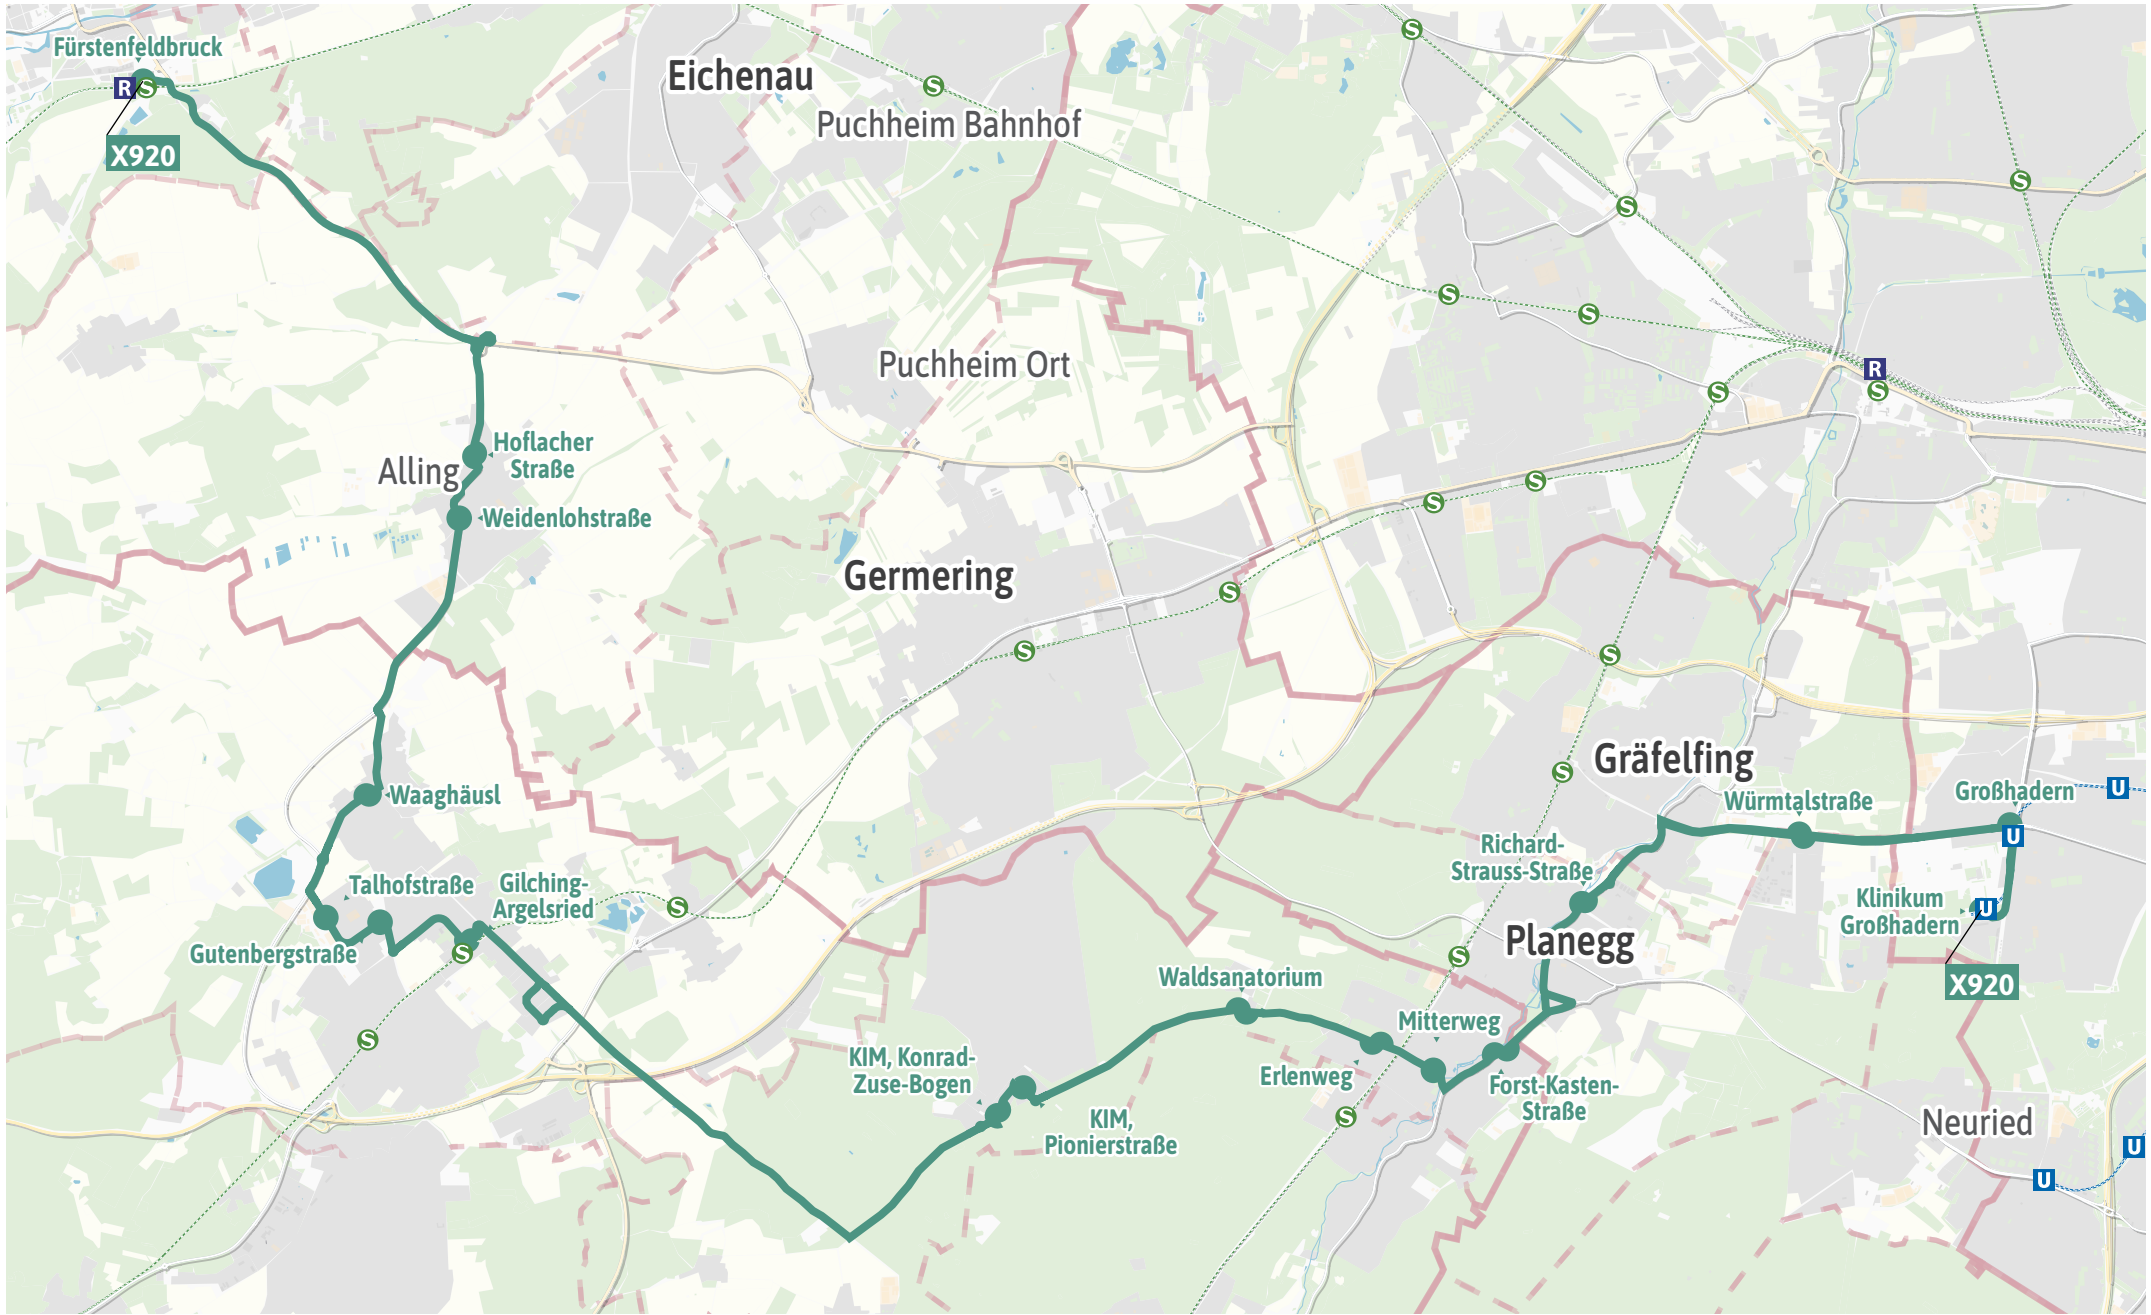 Fürstenfeldbruck
R
S
X920
Eichenau
S
Puchheim Bahnhof
S
S
S
S
S
Puchheim Ort
R
S
S
Hoflacher
Straße
Alling
Weidenlohstraße
S
S
Germering
S
S
S
Gräfelfing
S
Waaghäusl
Würmtalstraße
Großhadern
U
U
Richard-
Strauss-Straße
Talhofstraße
Gilching-
Argelsried
S
Klinikum
Großhadern
U
Gutenbergstraße
S
Planegg
S
Waldsanatorium
X920
Mitterweg
S
KIM, Konrad-
Zuse-Bogen
Erlenweg
Forst-Kasten-
Straße
KIM,
Pionierstraße
S
Neuried
U
U